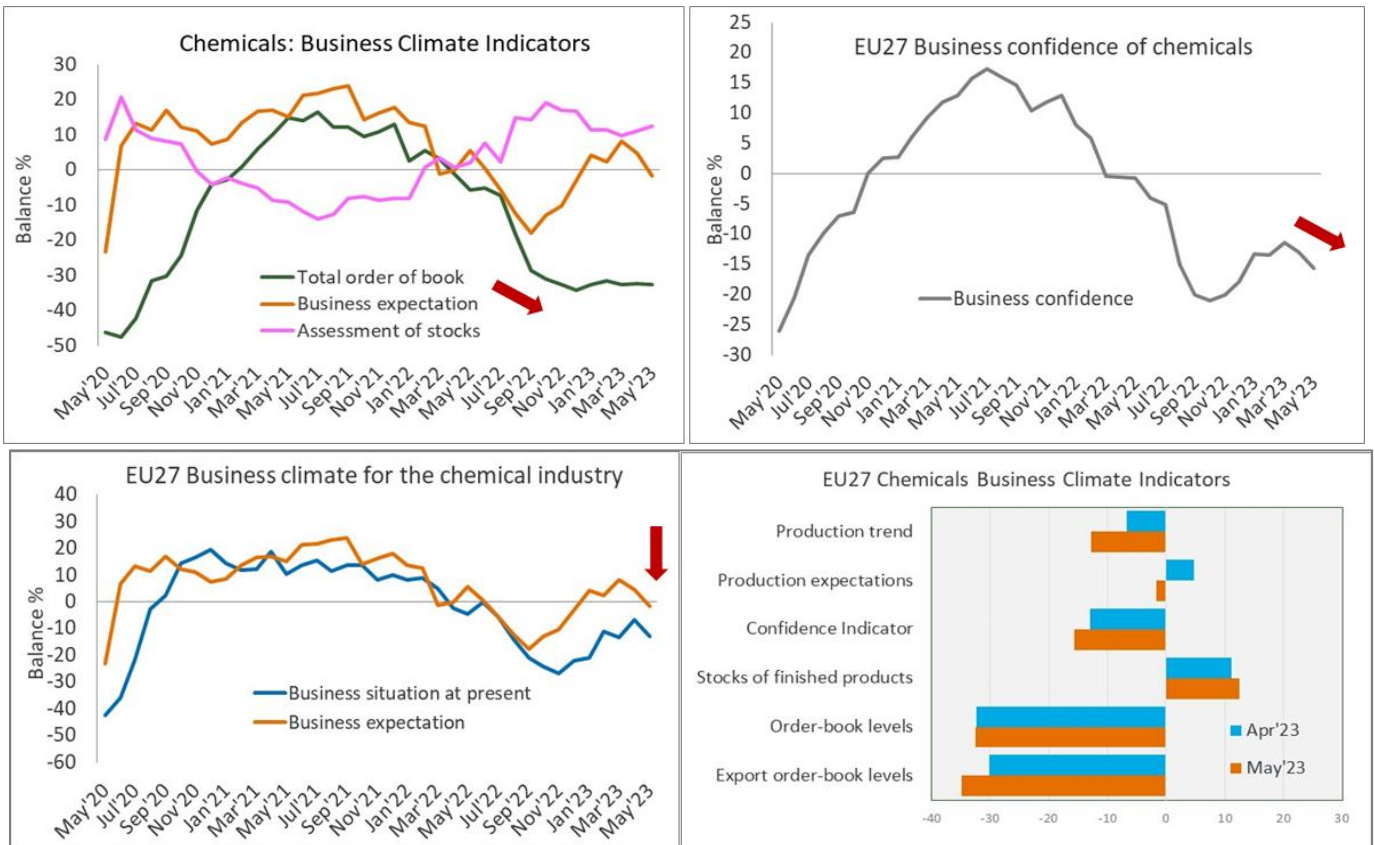 Chemicals: Business Climate Indicators
30
20
10
0
-10
-20
-30
-40
-50
Balance %
Total order of book
Business expectation
Assessment of stocks
May'20
Jul'20
Sep'20
Nov'20
Jan'21
Mar'21
May'21
Jul'21
Sep'21
Nov'21
Jan'22
Mar'22
May'22
Jul'22
Sep'22
Nov'22
Jan'23
Mar'23
May'23
EU27 Business confidence of chemicals
25
20
15
10
5
0
-5
-10
-15
-20
-25
-30
Balance %
Business confidence
May'20
Jul'20
Sep'20
Nov'20
Jan'21
Mar'21
May'21
Jul'21
Sep'21
Nov'21
Jan'22
Mar'22
May'22
Jul'22
Sep'22
Nov'22
Jan'23
Mar'23
May'23
EU27 Business climate for the chemical industry
40
30
20
10
0
-10
-20
-30
-40
-50
-60
Balance %
Business situation at present
Business expectation
May'20
Jul'20
Sep'20
Nov'20
Jan'21
Mar'21
May'21
Jul'21
Sep'21
Nov'21
Jan'22
Mar'22
May'22
Jul'22
Sep'22
Nov'22
Jan'23
Mar'23
May'23
EU27 Chemicals Business Climate Indicators
Production trend
Production expectations
Confidence Indicator
Stocks of finished products
Order-book levels
Export order-book levels
Apr'23
May'23
-40 -30 -20 -10 0 10 20 30